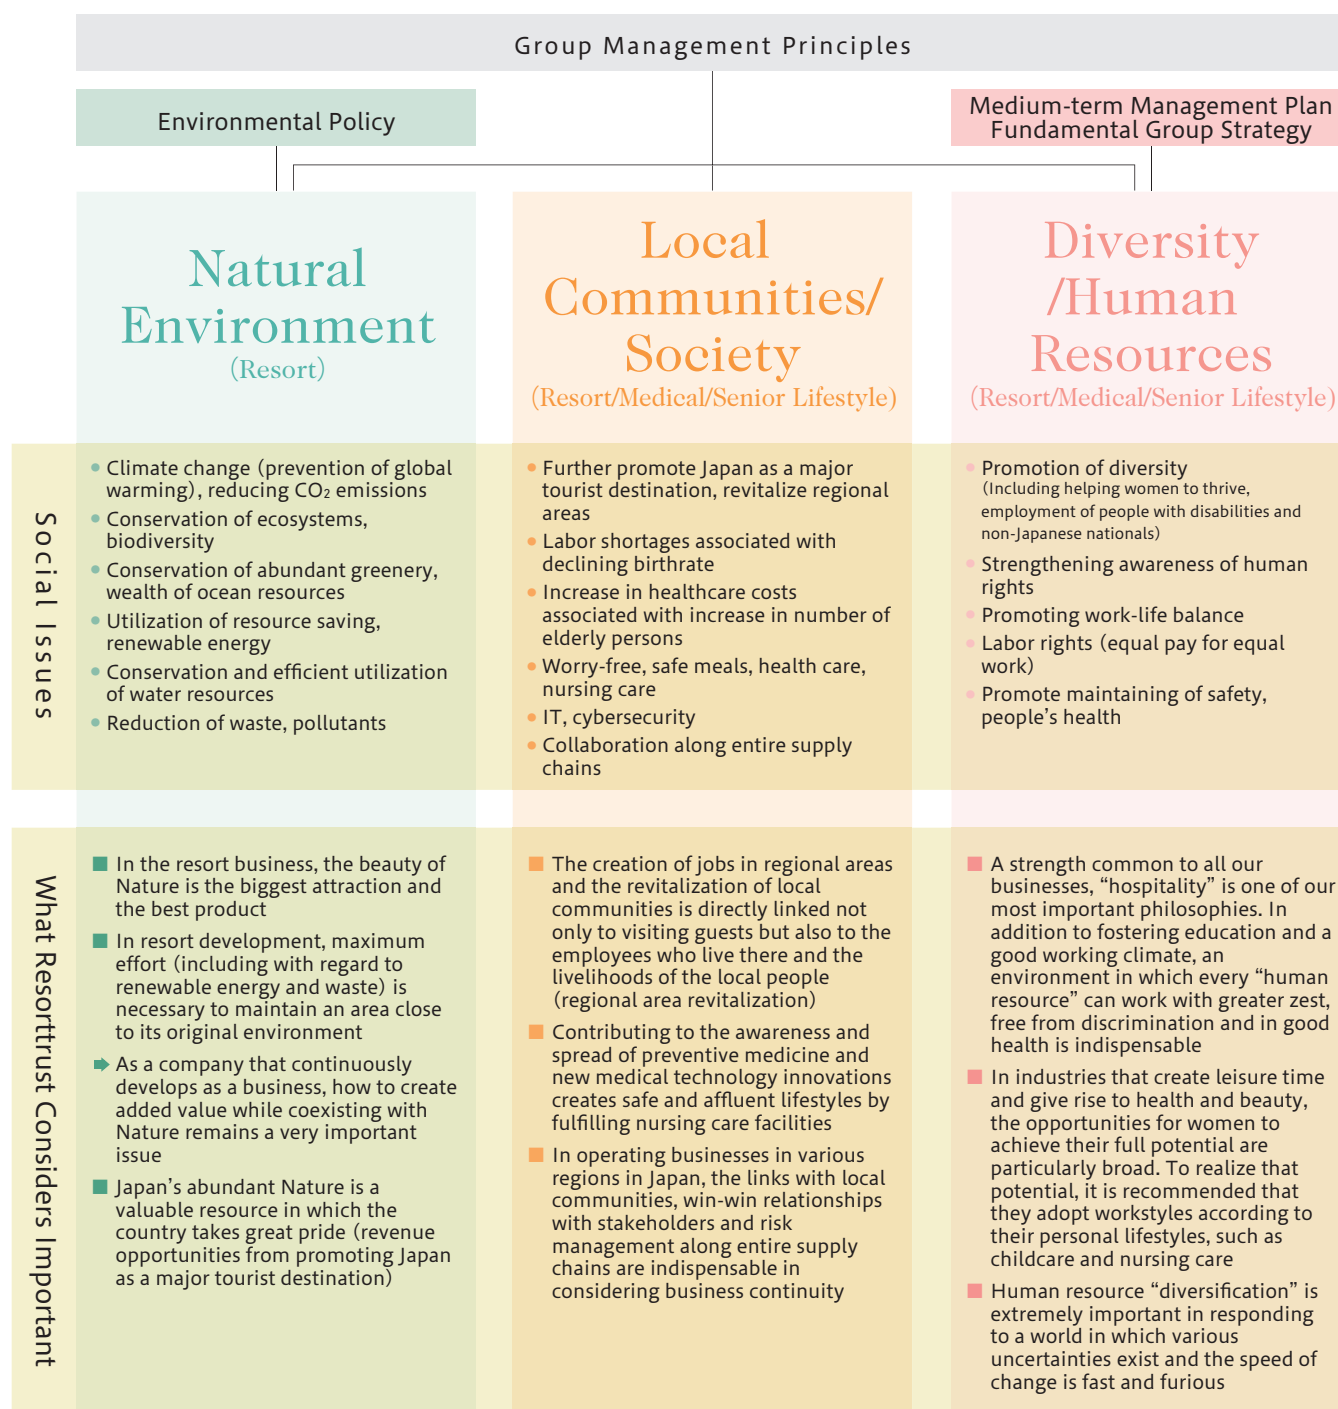 Group Management Principles
Environmental Policy
Medium-term Management Plan
Fundamental Group Strategy
Natural
Environment
(Resort)
Local
Communities/
Society
(Resort/Medical/Senior Lifestyle)
Diversity
/Human
Resources
(Resort/Medical/Senior Lifestyle)
Social Issues
• Climate change (prevention of global
warming), reducing CO₂ emissions
• Conservation of ecosystems,
biodiversity
• Conservation of abundant greenery,
wealth of ocean resources
• Utilization of resource saving,
renewable energy
• Conservation and efficient utilization
of water resources
• Reduction of waste, pollutants
• Further promote Japan as a major
tourist destination, revitalize regional
areas
• Labor shortages associated with
declining birthrate
• Increase in healthcare costs
associated with increase in number of
elderly persons
• Worry-free, safe meals, health care,
nursing care
• IT, cybersecurity
• Collaboration along entire supply
chains
• Promotion of diversity
(Including helping women to thrive,
employment of people with disabilities and
non-Japanese nationals)
• Strengthening awareness of human
rights
• Promoting work-life balance
• Labor rights (equal pay for equal
work)
• Promote maintaining of safety,
people’s health
What Resorttrust Considers Important
■ In the resort business, the beauty of
Nature is the biggest attraction and
the best product
■ In resort development, maximum
effort (including with regard to
renewable energy and waste) is
necessary to maintain an area close
to its original environment
➡ As a company that continuously
develops as a business, how to create
added value while coexisting with
Nature remains a very important
issue
■ Japan’s abundant Nature is a
valuable resource in which the
country takes great pride (revenue
opportunities from promoting Japan
as a major tourist destination)
■ The creation of jobs in regional areas
and the revitalization of local
communities is directly linked not
only to visiting guests but also to the
employees who live there and the
livelihoods of the local people
(regional area revitalization)
■ Contributing to the awareness and
spread of preventive medicine and
new medical technology innovations
creates safe and affluent lifestyles by
fulfilling nursing care facilities
■ In operating businesses in various
regions in Japan, the links with local
communities, win-win relationships
with stakeholders and risk
management along entire supply
chains are indispensable in
considering business continuity
■ A strength common to all our
businesses, “hospitality” is one of our
most important philosophies. In
addition to fostering education and a
good working climate, an
environment in which every “human
resource” can work with greater zest,
free from discrimination and in good
health is indispensable
■ In industries that create leisure time
and give rise to health and beauty,
the opportunities for women to
achieve their full potential are
particularly broad. To realize that
potential, it is recommended that
they adopt workstyles according to
their personal lifestyles, such as
childcare and nursing care
■ Human resource “diversification” is
extremely important in responding
to a world in which various
uncertainties exist and the speed of
change is fast and furious